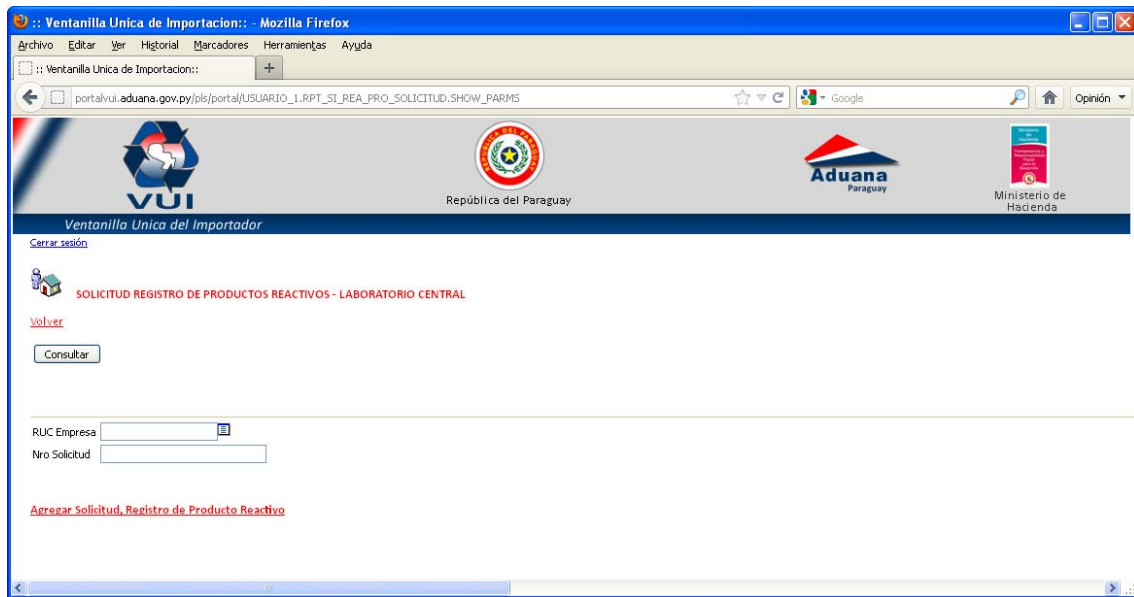 :: Ventanilla Unica de Importacion:: - Mozilla Firefox
Archivo Editar Ver Historial Marcadores Herramientas Ayuda
:: Ventanilla Unica de Importacion::
portalvui.aduana.gov.py/pls/portal/USUARIO_1.RPT_SI_REA_PRO_SOLICITUD.SHOW_PARMS
Google
Opinión
VUI
República del Paraguay
Aduana
Paraguay
Ministerio de
Hacienda
Ventanilla Unica del Importador
Cerrar sesión
SOLICITUD REGISTRO DE PRODUCTOS REACTIVOS - LABORATORIO CENTRAL
Volver
Consultar
RUC Empresa
Nro Solicitud
Agregar Solicitud, Registro de Producto Reactivo